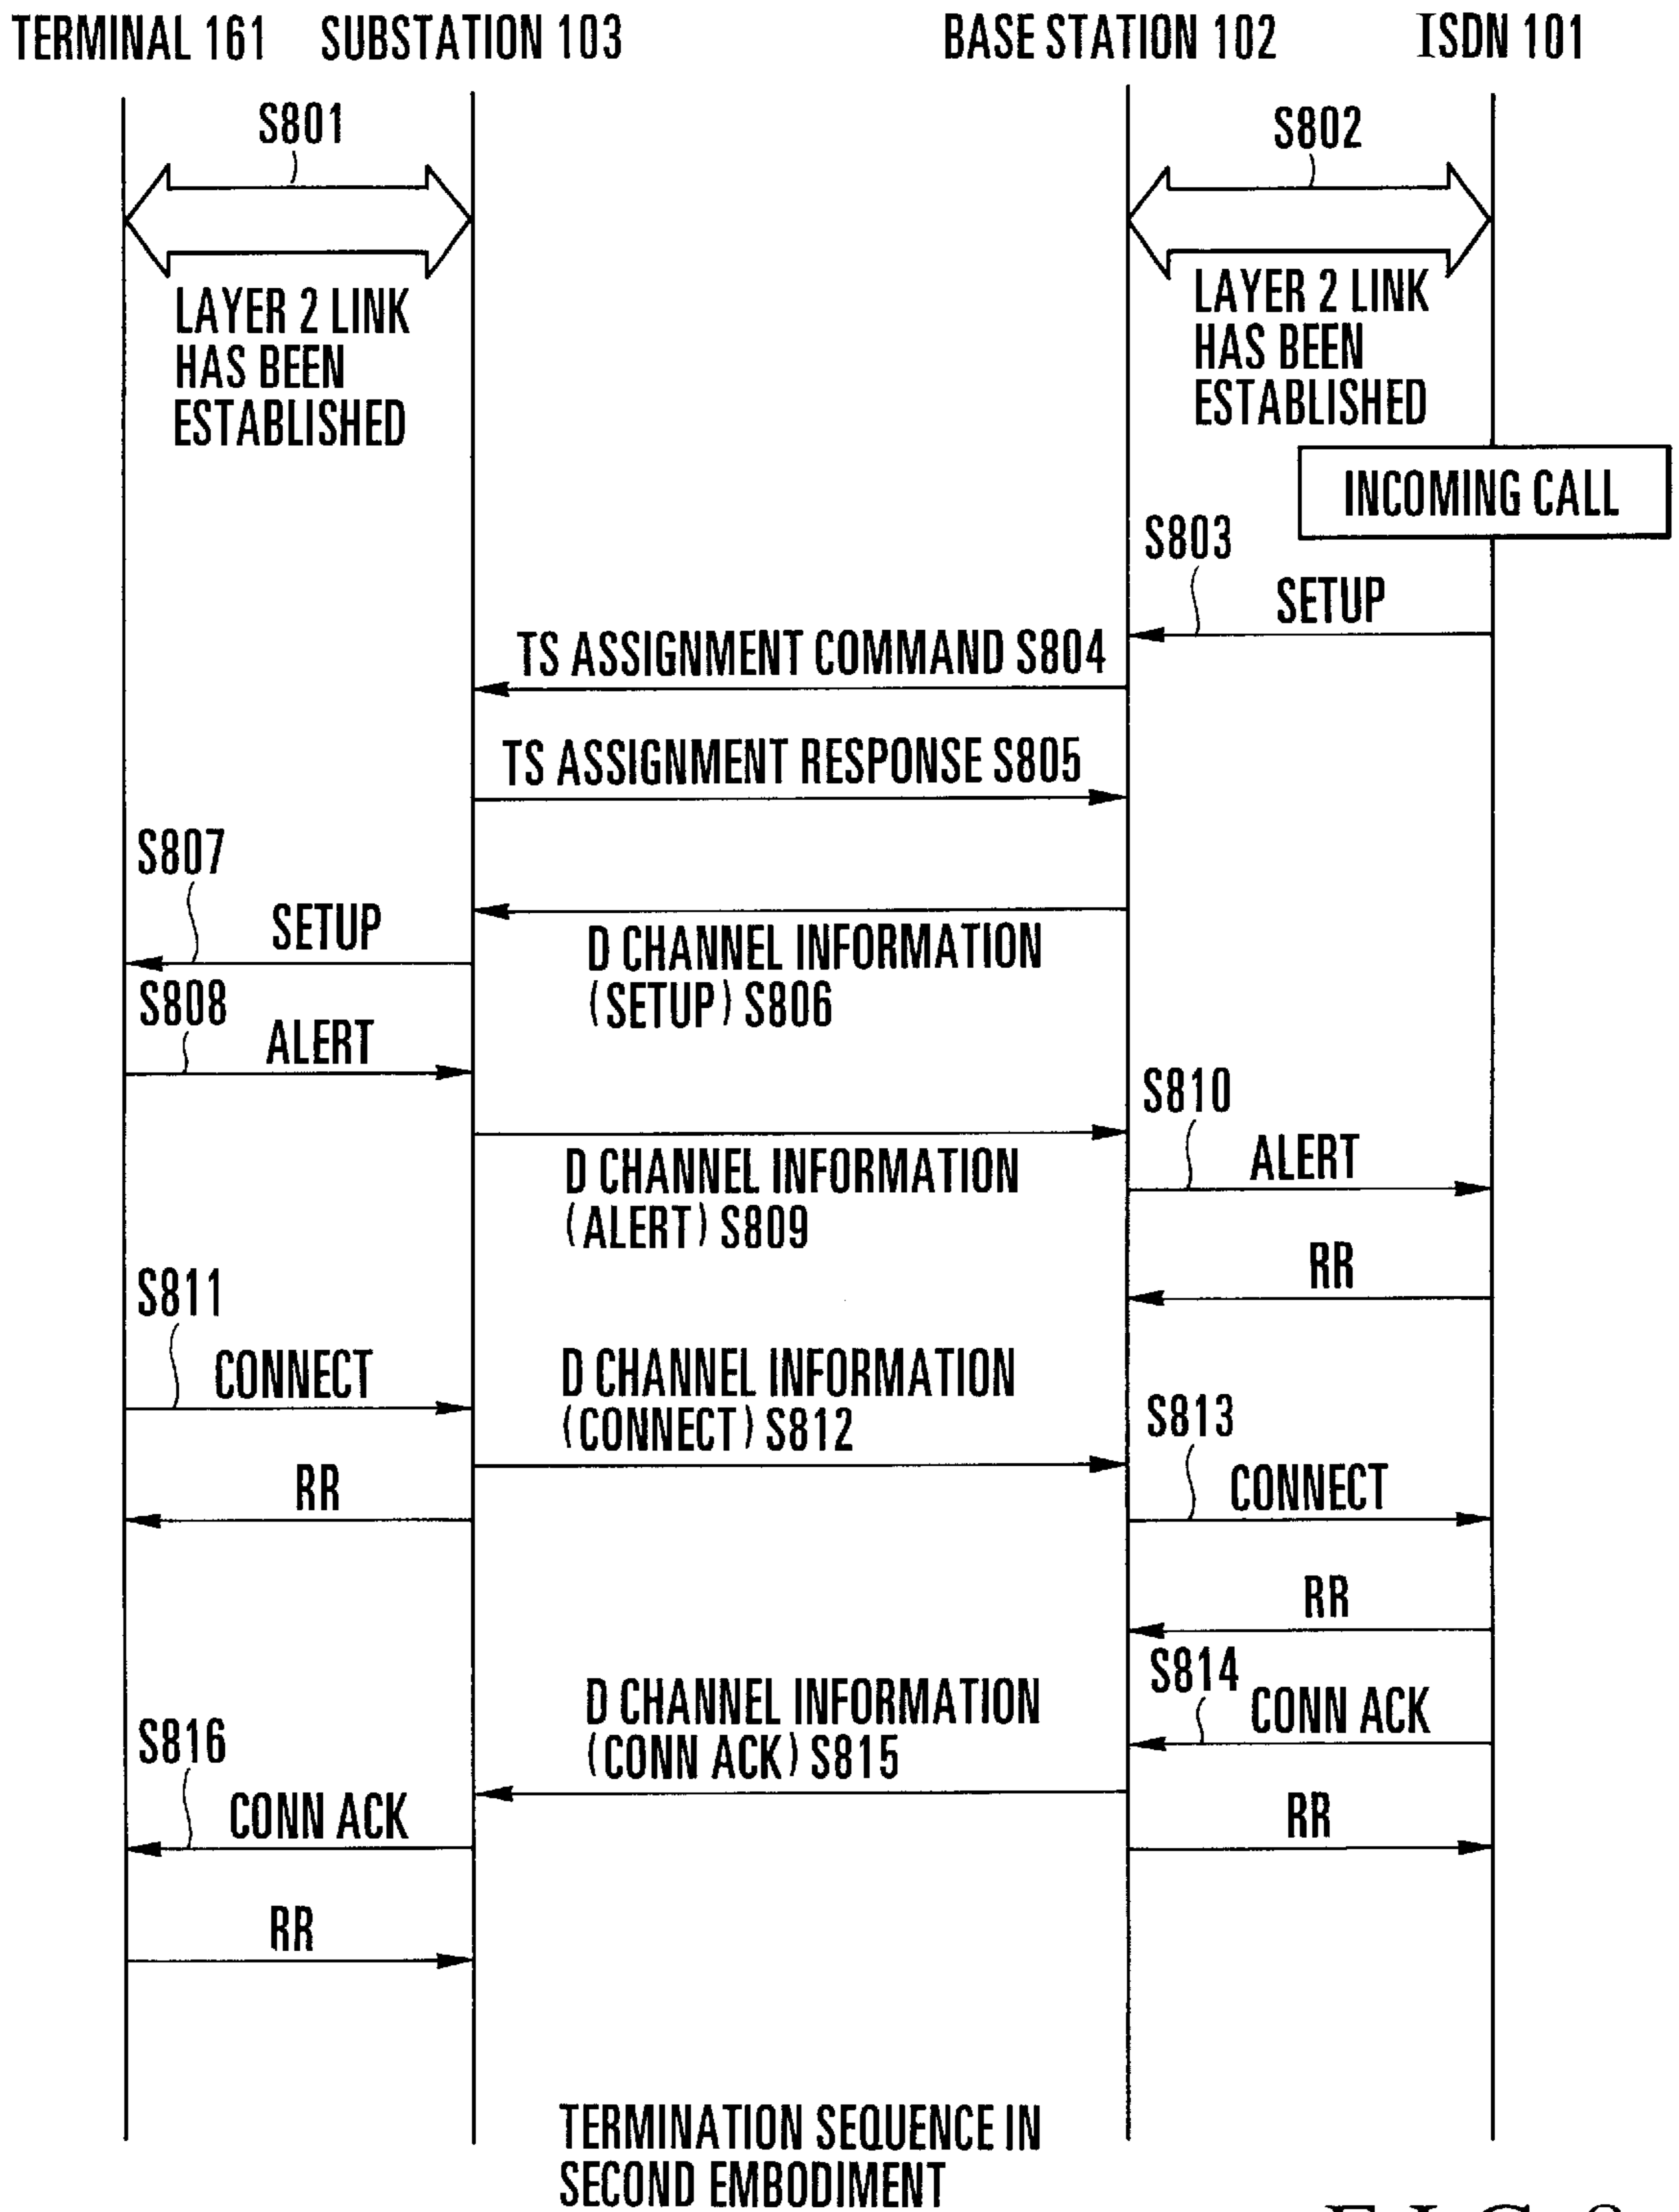 TERMINAL 161 SUBSTATION 103 BASE STATION 102 ISDN 101
S801
S802
LAYER 2 LINK
HAS BEEN
ESTABLISHED
LAYER 2 LINK
HAS BEEN
ESTABLISHED
INCOMING CALL
S803
SETUP
TS ASSIGNMENT COMMAND S804
TS ASSIGNMENT RESPONSE S805
S807
SETUP
D CHANNEL INFORMATION
(SETUP) S806
S808
ALERT
S810
ALERT
D CHANNEL INFORMATION
(ALERT) S809
RR
S811
CONNECT
D CHANNEL INFORMATION
(CONNECT) S812
S813
CONNECT
RR
RR
S814
CONN ACK
D CHANNEL INFORMATION
(CONN ACK) S815
S816
CONN ACK
RR
RR
TERMINATION SEQUENCE IN
SECOND EMBODIMENT